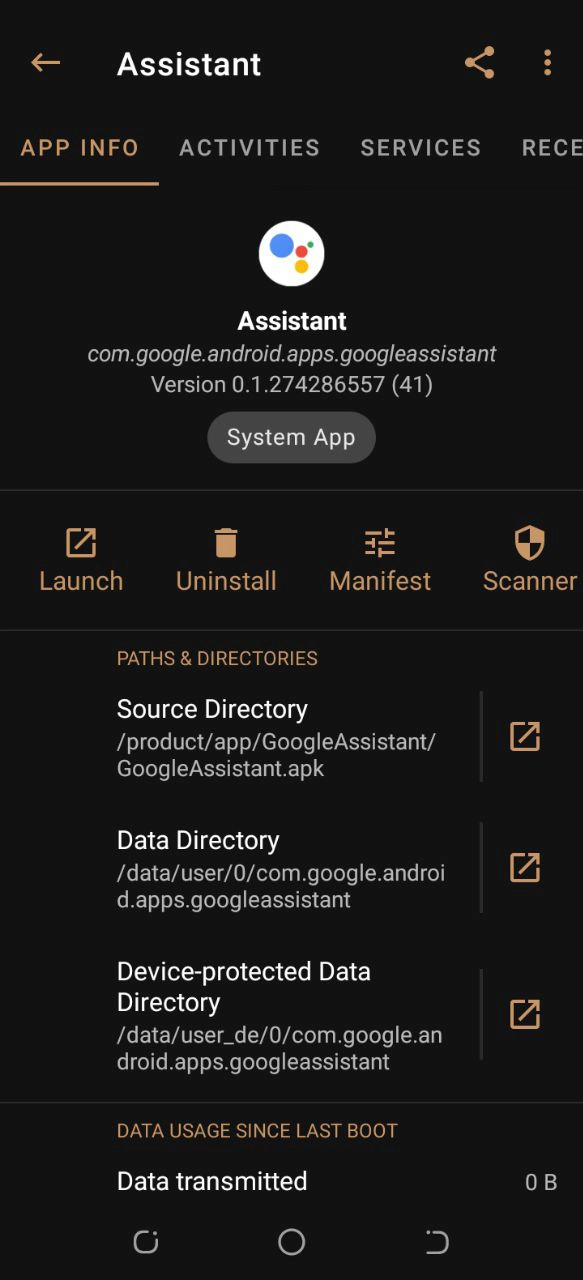 Assistant
APP INFO ACTIVITIES SERVICES RECE
Assistant
com.google.android.apps.googleassistant
Version 0.1.274286557 (41)
System App
Launch Uninstall Manifest Scanner
PATHS & DIRECTORIES
Source Directory
/product/app/GoogleAssistant/
GoogleAssistant.apk
Data Directory
/data/user/0/com.google.androi
d.apps.googleassistant
Device-protected Data
Directory
/data/user_de/0/com.google.an
droid.apps.googleassistant
DATA USAGE SINCE LAST BOOT
Data transmitted 0 B